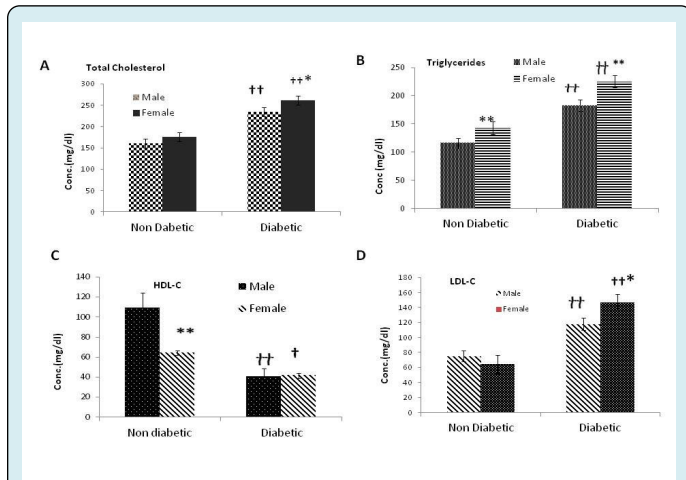 A
Total Cholesterol
Male
Female
††
††*
Conc.(mg/dl)
300
250
200
150
100
50
0
Non Dabetic
Diabetic
B
Triglycerides
Male
Female
**
††
†† **
Conc (mg/dl)
250
200
150
100
50
0
Non Diabetic
Diabetic
C
HDL-C
Male
Female
**
††
†
Conc.(mg/dl)
140
120
100
80
60
40
20
0
Non diabetic
Diabetic
D
LDL-C
Male
Female
††
††*
Conc.(mg/dl)
180
160
140
120
100
80
60
40
20
0
Non Diabetic
Diabetic